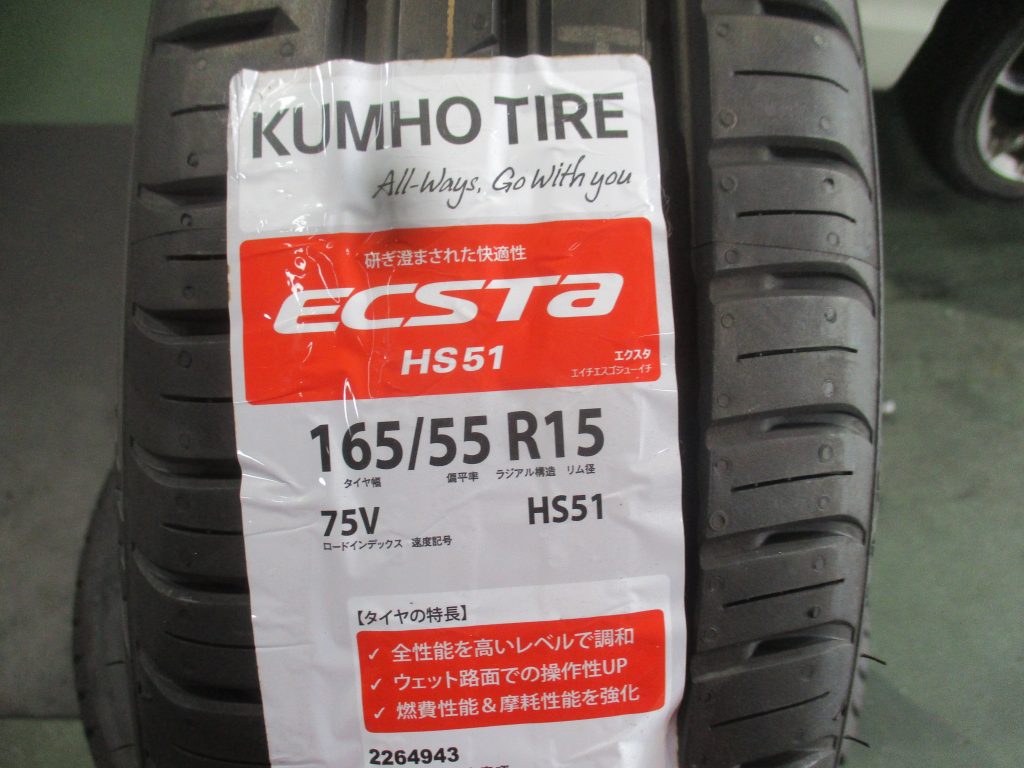 KUMHO TIRE
All-Ways, Go With you
研ぎ澄まされた快適性
ECSTA
HS51
エクスタ
エイチエスゴジューイチ
165/55 R15
タイヤ幅 偏平率 ラジアル構造 リム径
75V HS51
ロードインデックス 速度記号
【タイヤの特長】
✓ 全性能を高いレベルで調和
✓ ウェット路面での操作性UP
✓ 燃費性能&摩耗性能を強化
2264943